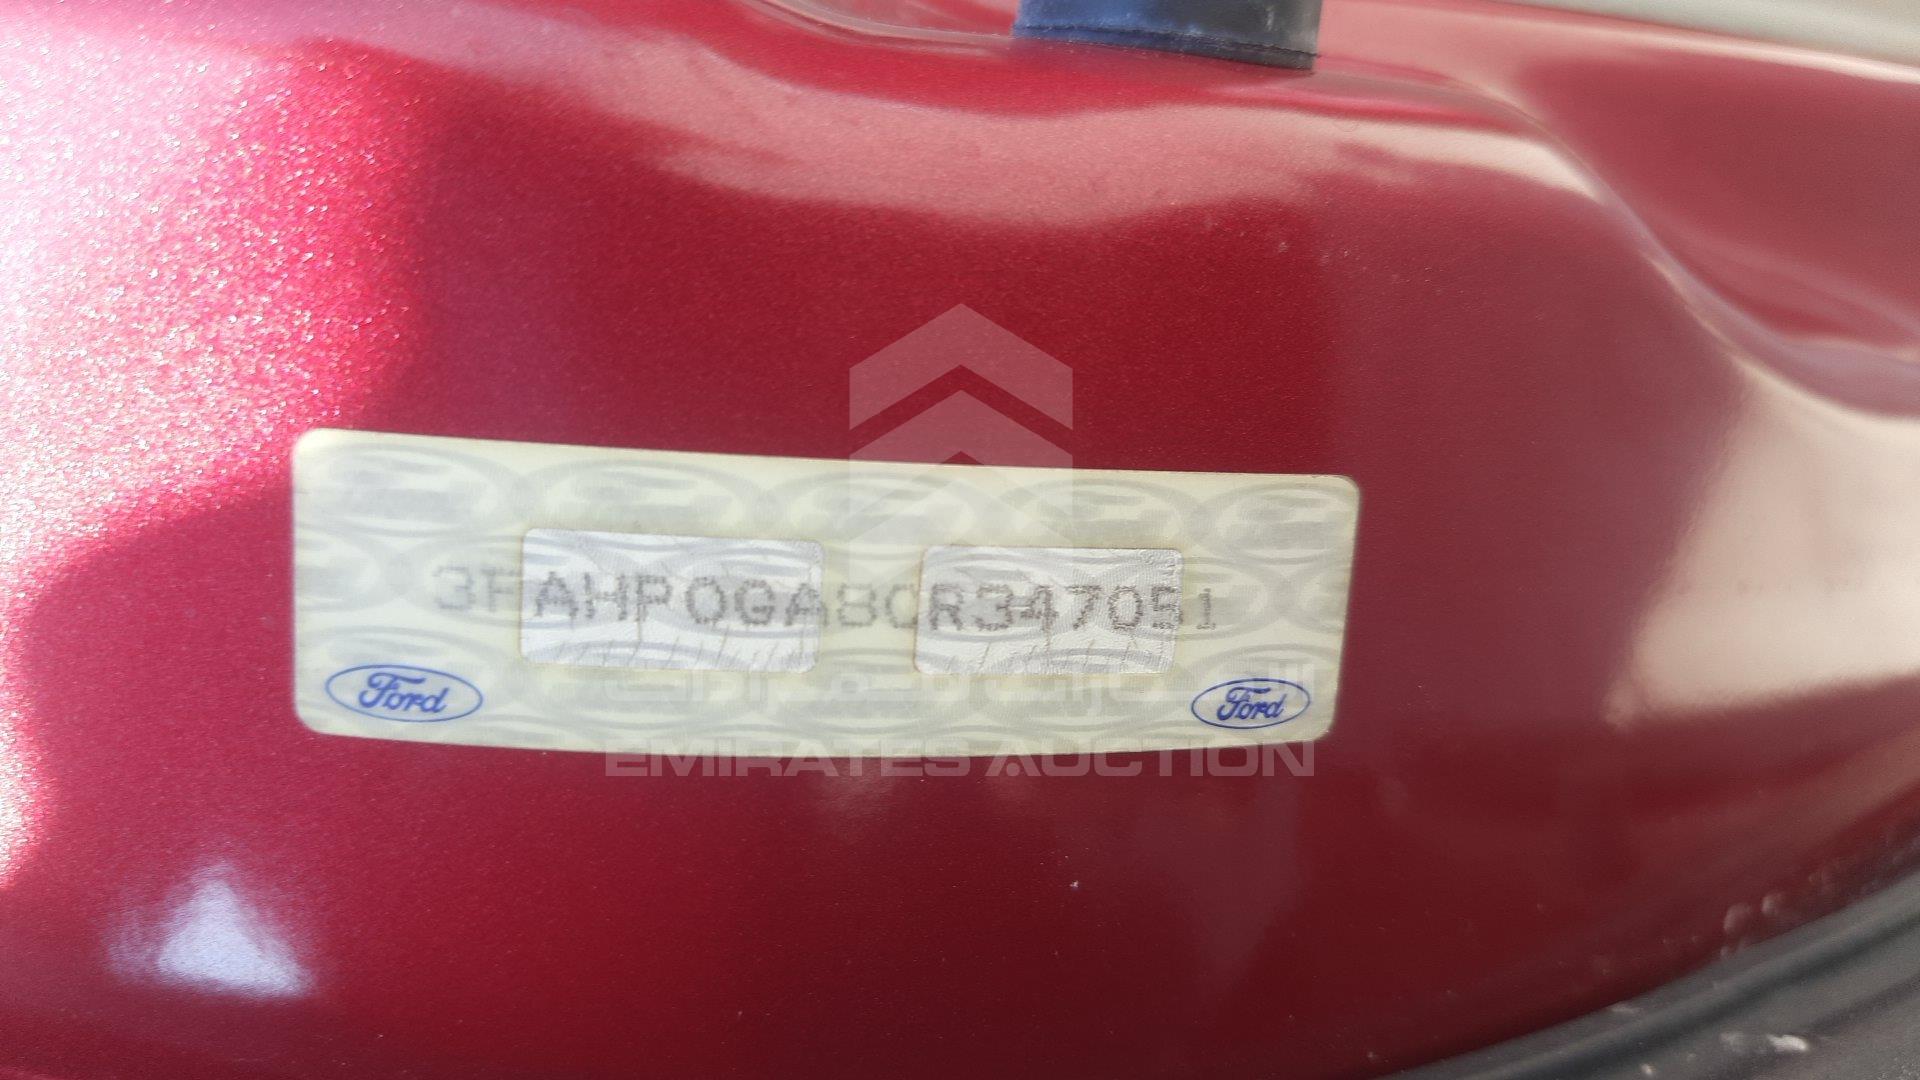 3FAHP0GA8CR347051
Ford
Ford
EMIRATES AUCTION